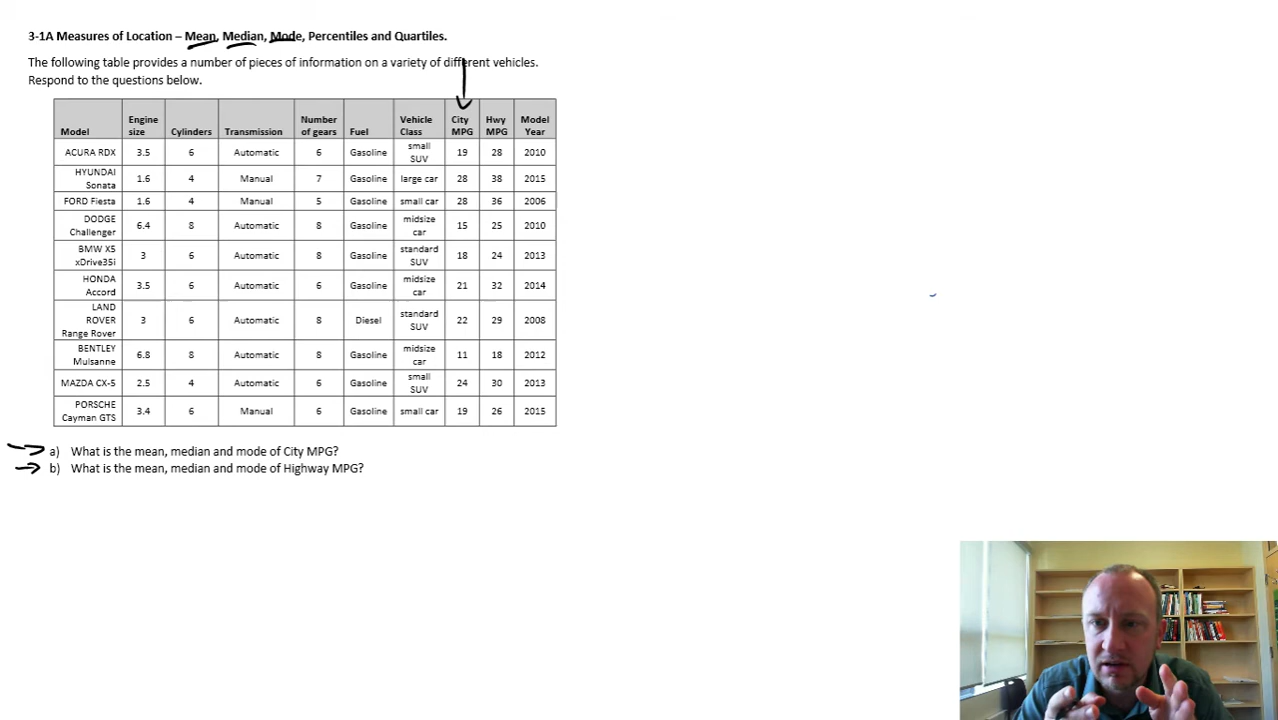 3-1A Measures of Location – Mean, Median, Mode, Percentiles and Quartiles.
The following table provides a number of pieces of information on a variety of different vehicles.
Respond to the questions below.
Model Engine size Cylinders Transmission Number of gears Fuel Vehicle Class City MPG Hwy MPG Model Year
ACURA RDX 3.5 6 Automatic 6 Gasoline small SUV 19 28 2010
HYUNDAI Sonata 1.6 4 Manual 7 Gasoline large car 28 38 2015
FORD Fiesta 1.6 4 Manual 5 Gasoline small car 28 36 2006
DODGE Challenger 6.4 8 Automatic 8 Gasoline midsize car 15 25 2010
BMW X5 xDrive35i 3 6 Automatic 8 Gasoline standard SUV 18 24 2013
HONDA Accord 3.5 6 Automatic 6 Gasoline midsize car 21 32 2014
LAND ROVER Range Rover 3 6 Automatic 8 Diesel standard SUV 22 29 2008
BENTLEY Mulsanne 6.8 8 Automatic 8 Gasoline midsize car 11 18 2012
MAZDA CX-5 2.5 4 Automatic 6 Gasoline small SUV 24 30 2013
PORSCHE Cayman GTS 3.4 6 Manual 6 Gasoline small car 19 26 2015
a) What is the mean, median and mode of City MPG?
b) What is the mean, median and mode of Highway MPG?